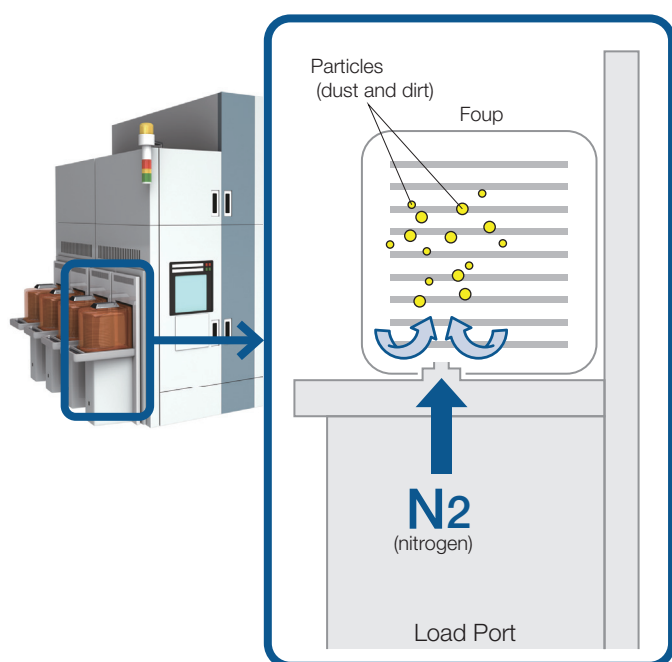 Particles
(dust and dirt)
Foup
N2
(nitrogen)
Load Port